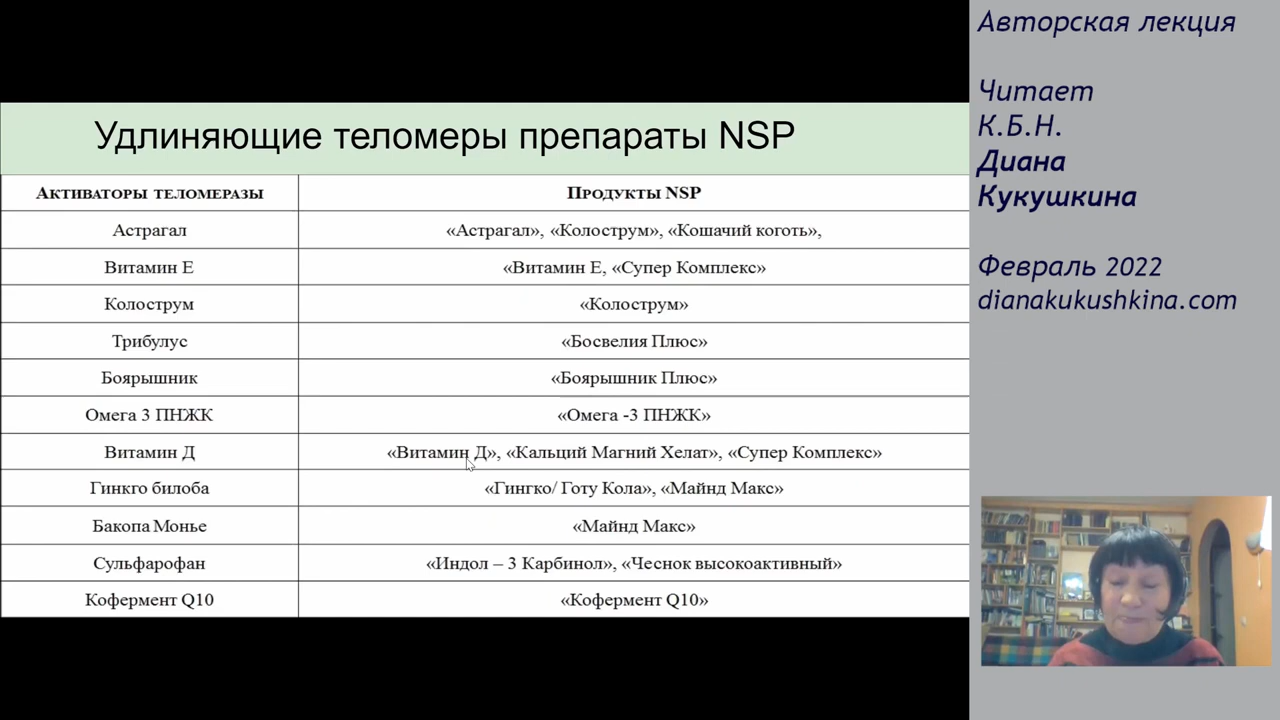 Удлиняющие теломеры препараты NSP
Активаторы теломеразы
Продукты NSP
Астрагал
«Астрагал», «Колострум», «Кошачий коготь»,
Витамин Е
«Витамин Е, «Супер Комплекс»
Колострум
«Колострум»
Трибулус
«Босвелия Плюс»
Боярышник
«Боярышник Плюс»
Омега 3 ПНЖК
«Омега -3 ПНЖК»
Витамин Д
«Витамин Д», «Кальций Магний Хелат», «Супер Комплекс»
Гинкго билоба
«Гингко/ Готу Кола», «Майнд Макс»
Бакопа Монье
«Майнд Макс»
Сульфарофан
«Индол – 3 Карбинол», «Чеснок высокоактивный»
Кофермент Q10
«Кофермент Q10»
Авторская лекция
Читает
К.Б.Н.
Диана
Кукушкина
Февраль 2022
dianakukushkina.com